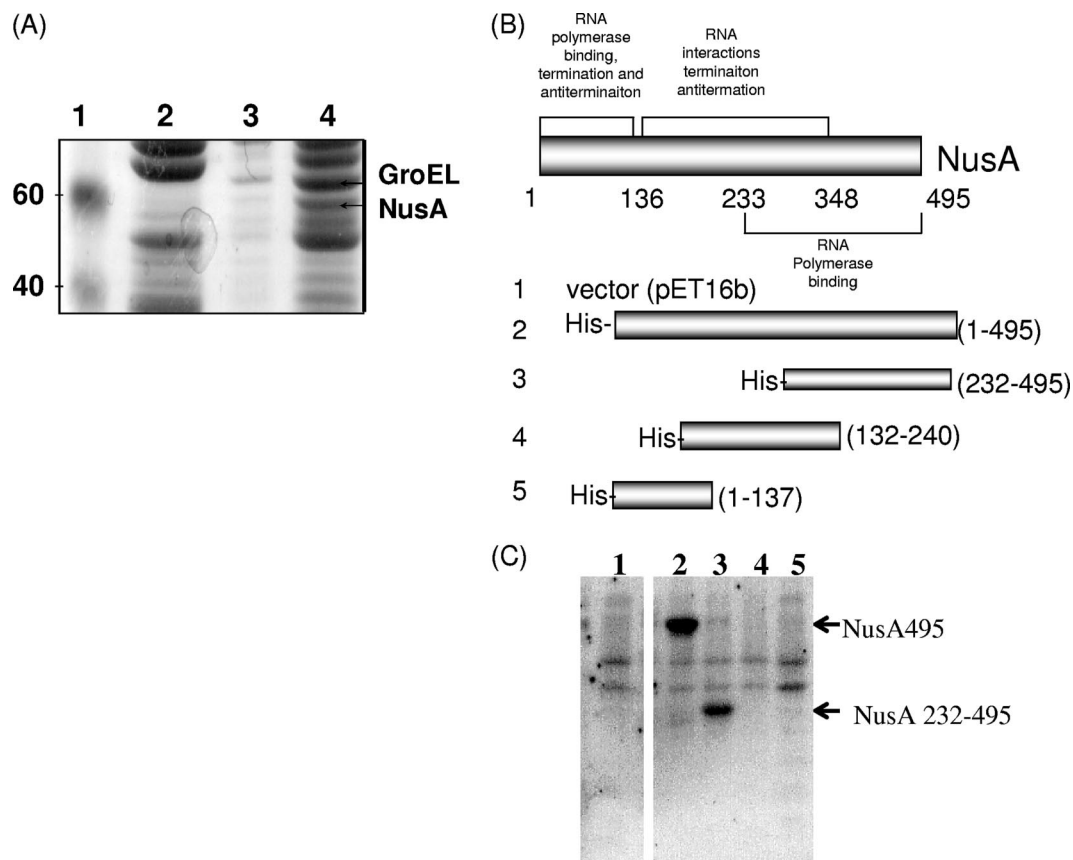 (A)
1 2 3 4
60
40
GroEL
NusA
(B)
RNA
polymerase
binding,
termination and
antiterminaiton
RNA
interactions
terminaiton
antitermation
NusA
1 136 233 348 495
RNA
Polymerase
binding
1 vector (pET16b)
2 His- (1-495)
3 His- (232-495)
4 His- (132-240)
5 His- (1-137)
(C)
1 2 3 4 5
NusA495
NusA 232-495